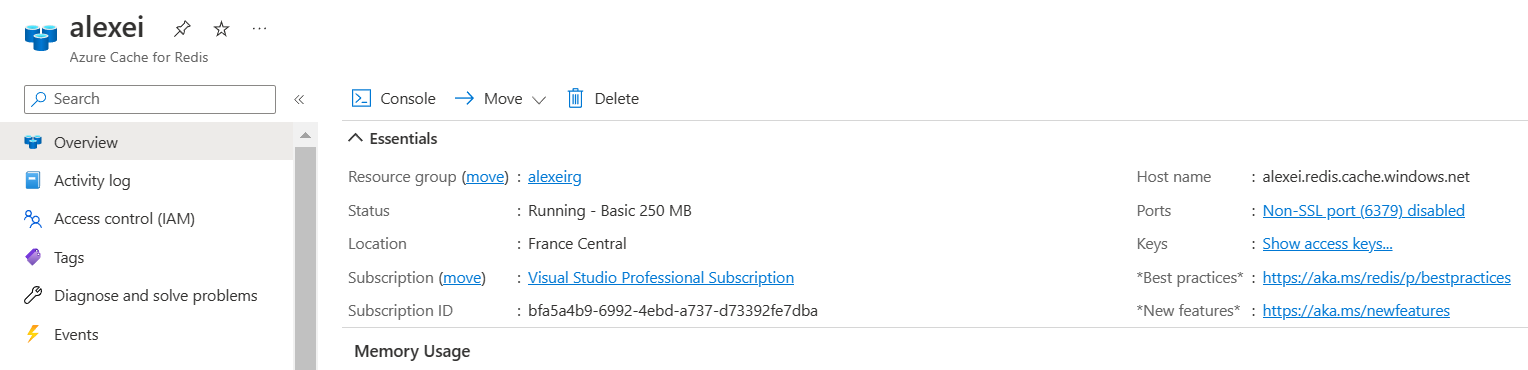 alexei
Azure Cache for Redis
Search
Overview
Activity log
Access control (IAM)
Tags
Diagnose and solve problems
Events
Console Move Delete
Essentials
Resource group (move) : alexeirg
Status : Running - Basic 250 MB
Location : France Central
Subscription (move) : Visual Studio Professional Subscription
Subscription ID : bfa5a4b9-6992-4ebd-a737-d73392fe7dba
Host name : alexei.redis.cache.windows.net
Ports : Non-SSL port (6379) disabled
Keys : Show access keys...
*Best practices* : https://aka.ms/redis/p/bestpractices
*New features* : https://aka.ms/newfeatures
Memory Usage